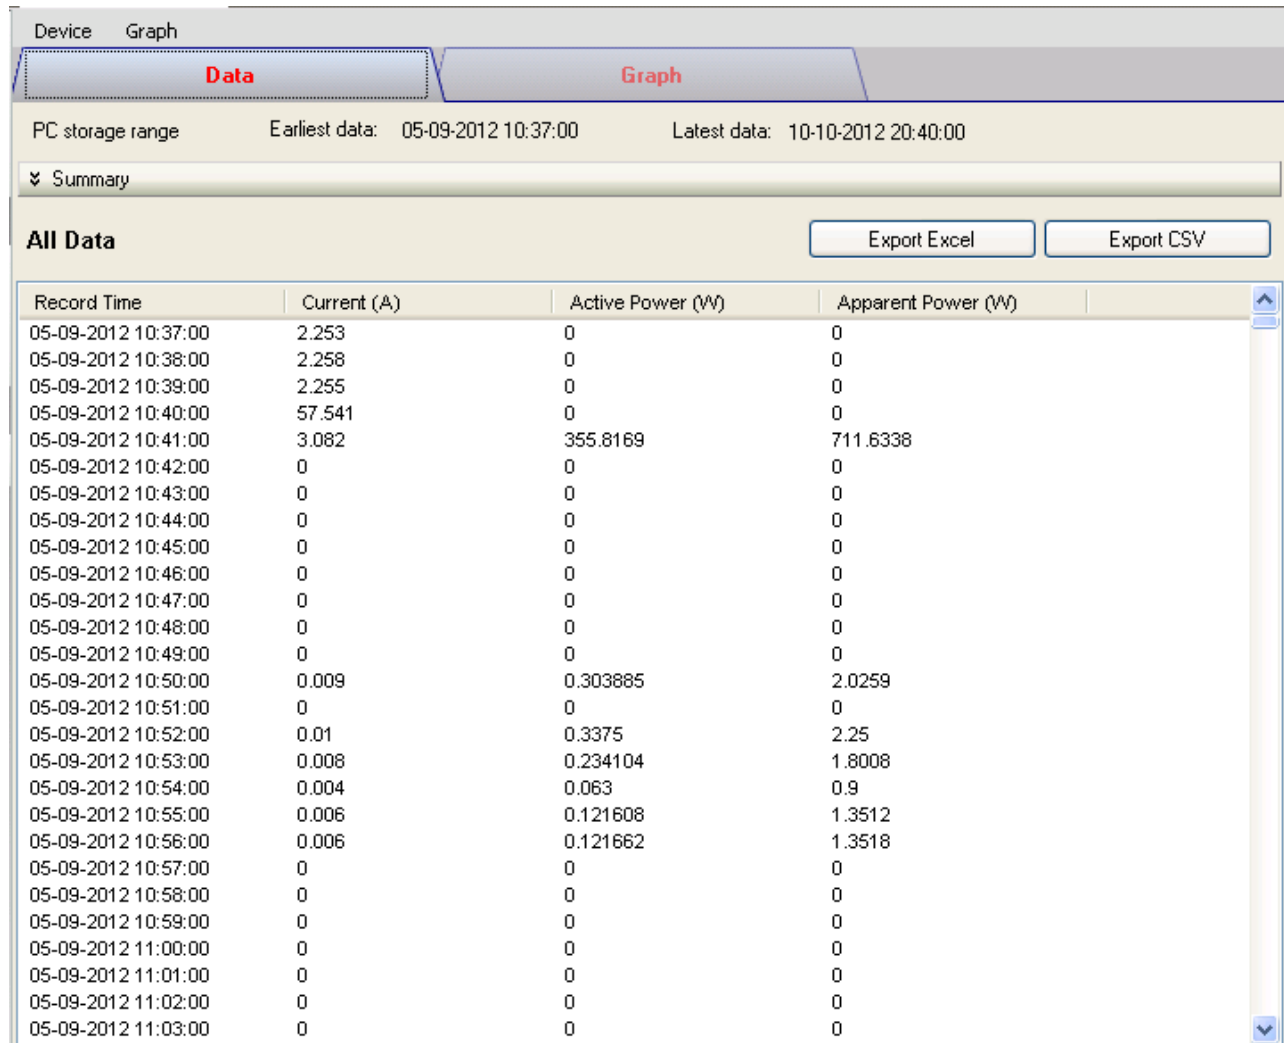 Device Graph
Data Graph
PC storage range Earliest data: 05-09-2012 10:37:00 Latest data: 10-10-2012 20:40:00
Summary
All Data Export Excel Export CSV
Record Time Current (A) Active Power (W) Apparent Power (W)
05-09-2012 10:37:00 2.253 0 0
05-09-2012 10:38:00 2.258 0 0
05-09-2012 10:39:00 2.255 0 0
05-09-2012 10:40:00 57.541 0 0
05-09-2012 10:41:00 3.082 355.8169 711.6338
05-09-2012 10:42:00 0 0 0
05-09-2012 10:43:00 0 0 0
05-09-2012 10:44:00 0 0 0
05-09-2012 10:45:00 0 0 0
05-09-2012 10:46:00 0 0 0
05-09-2012 10:47:00 0 0 0
05-09-2012 10:48:00 0 0 0
05-09-2012 10:49:00 0 0 0
05-09-2012 10:50:00 0.009 0.303885 2.0259
05-09-2012 10:51:00 0 0 0
05-09-2012 10:52:00 0.01 0.3375 2.25
05-09-2012 10:53:00 0.008 0.234104 1.8008
05-09-2012 10:54:00 0.004 0.063 0.9
05-09-2012 10:55:00 0.006 0.121608 1.3512
05-09-2012 10:56:00 0.006 0.121662 1.3518
05-09-2012 10:57:00 0 0 0
05-09-2012 10:58:00 0 0 0
05-09-2012 10:59:00 0 0 0
05-09-2012 11:00:00 0 0 0
05-09-2012 11:01:00 0 0 0
05-09-2012 11:02:00 0 0 0
05-09-2012 11:03:00 0 0 0